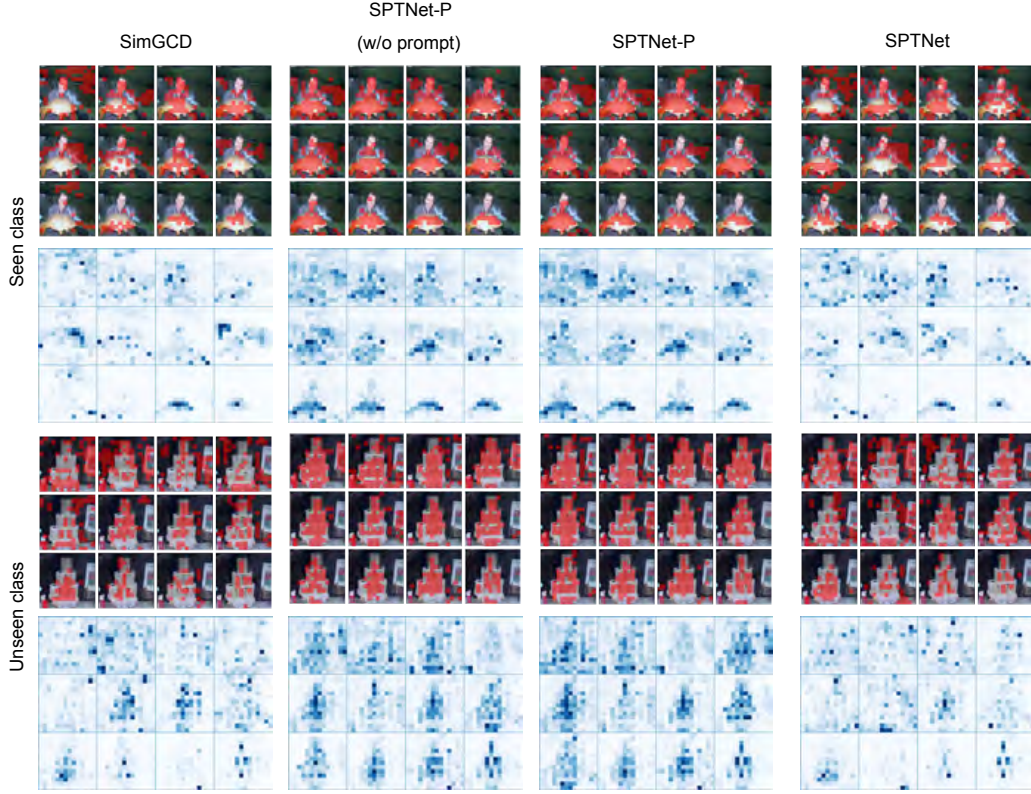 SimGCD
SPTNet-P
(w/o prompt)
SPTNet-P
SPTNet
Seen class
Unseen class